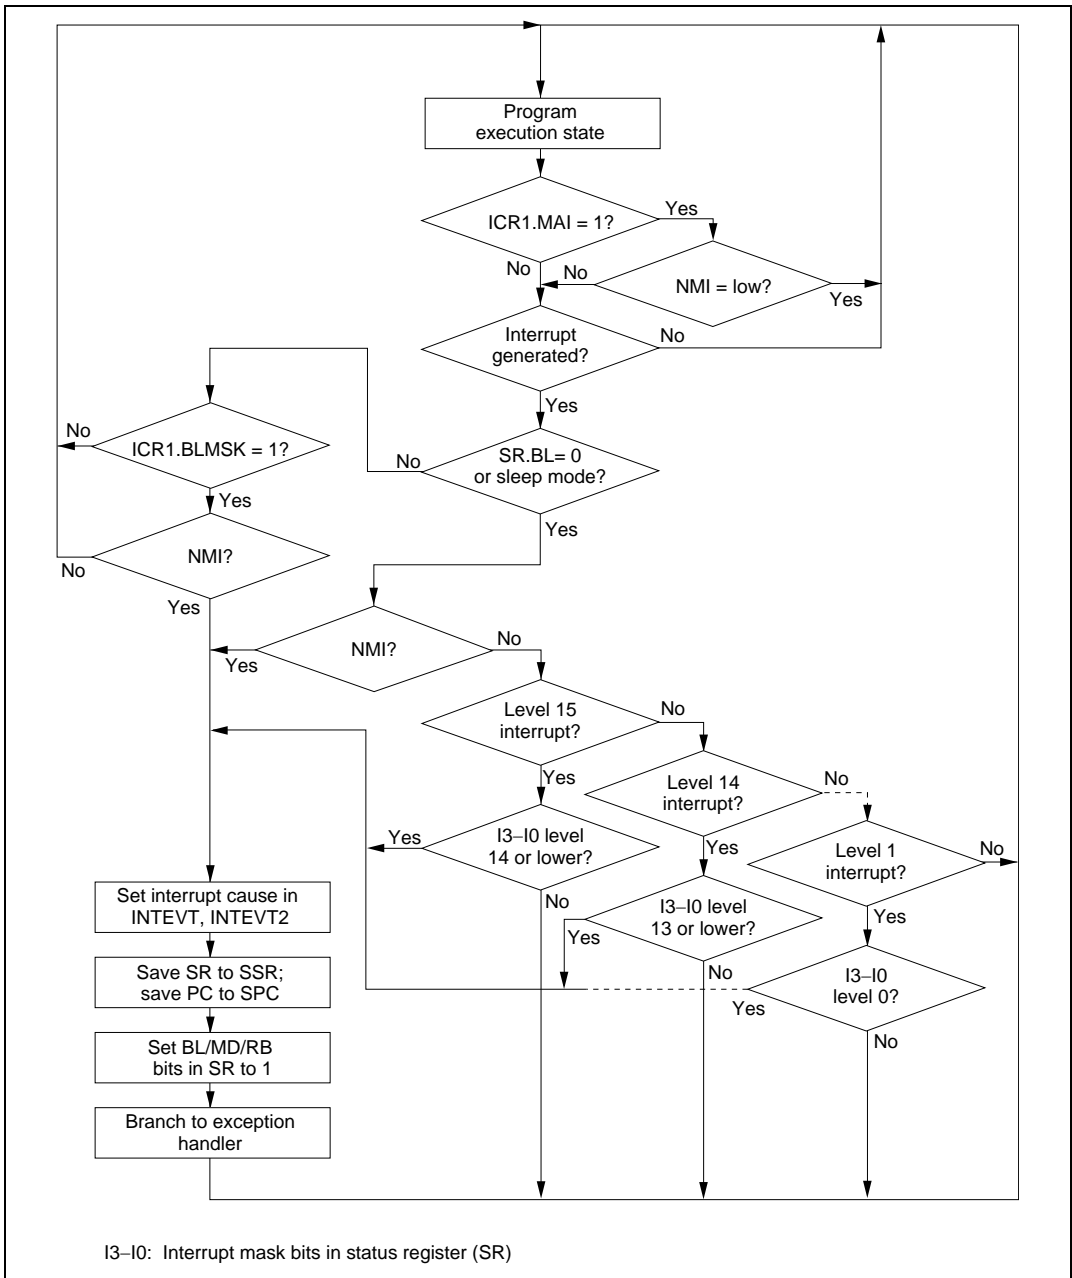 Program
execution state
ICR1.MAI = 1?
Yes
No
No
NMI = low?
Yes
Interrupt
generated?
No
Yes
No
ICR1.BLMSK = 1?
SR.BL= 0
or sleep mode?
No
Yes
Yes
NMI?
No
Yes
NMI?
No
Yes
Level 15
interrupt?
No
Yes
Level 14
interrupt?
No
Yes
I3–I0 level
14 or lower?
Yes
No
Level 1
interrupt?
No
Yes
I3–I0 level
13 or lower?
Yes
No
I3–I0
level 0?
Yes
No
Set interrupt cause in
INTEVT, INTEVT2
Save SR to SSR;
save PC to SPC
Set BL/MD/RB
bits in SR to 1
Branch to exception
handler
I3–I0: Interrupt mask bits in status register (SR)